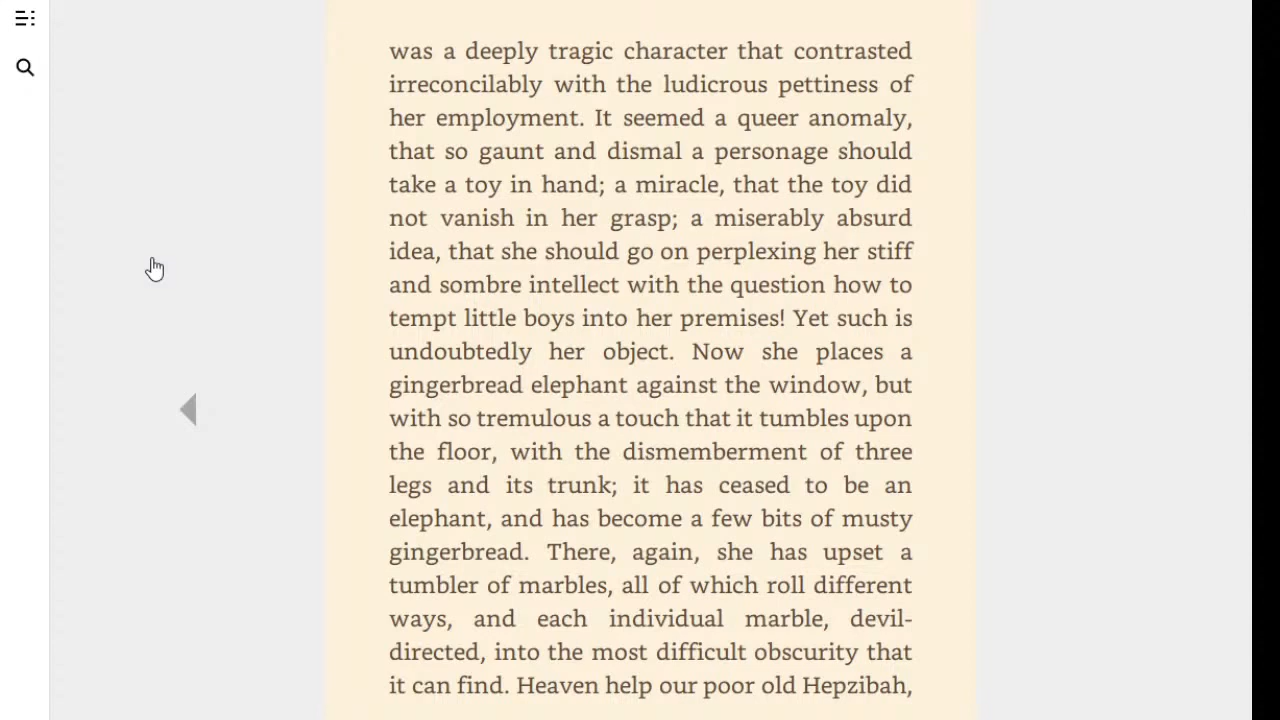 was a deeply tragic character that contrasted
irreconcilably with the ludicrous pettiness of
her employment. It seemed a queer anomaly,
that so gaunt and dismal a personage should
take a toy in hand; a miracle, that the toy did
not vanish in her grasp; a miserably absurd
idea, that she should go on perplexing her stiff
and sombre intellect with the question how to
tempt little boys into her premises! Yet such is
undoubtedly her object. Now she places a
gingerbread elephant against the window, but
with so tremulous a touch that it tumbles upon
the floor, with the dismemberment of three
legs and its trunk; it has ceased to be an
elephant, and has become a few bits of musty
gingerbread. There, again, she has upset a
tumbler of marbles, all of which roll different
ways, and each individual marble, devil-
directed, into the most difficult obscurity that
it can find. Heaven help our poor old Hepzibah,